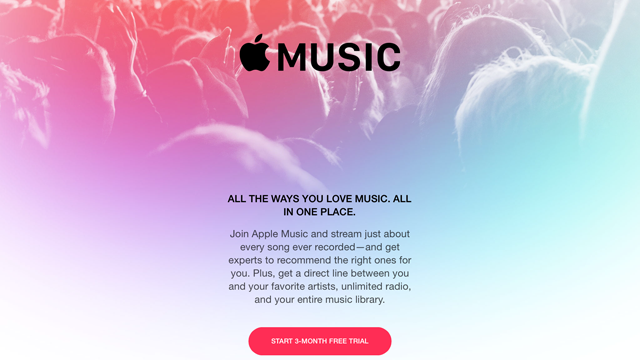 MUSIC
ALL THE WAYS YOU LOVE MUSIC. ALL
IN ONE PLACE.
Join Apple Music and stream just about
every song ever recorded—and get
experts to recommend the right ones for
you. Plus, get a direct line between you
and your favorite artists, unlimited radio,
and your entire music library.
START 3-MONTH FREE TRIAL